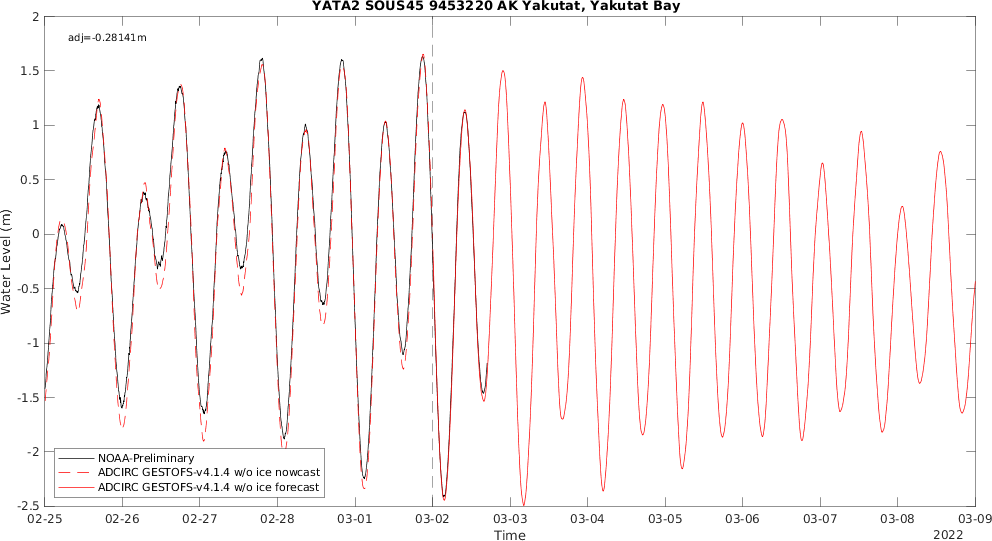 YATA2 SOUS45 9453220 AK Yakutat, Yakutat Bay
adj=-0.28141m
2
1.5
1
0.5
0
-0.5
-1
-1.5
-2
-2.5
Water Level (m)
NOAA-Preliminary
ADCIRC GESTOFS-v4.1.4 w/o ice nowcast
ADCIRC GESTOFS-v4.1.4 w/o ice forecast
02-25 02-26 02-27 02-28 03-01 03-02 03-03 03-04 03-05 03-06 03-07 03-08 03-09
Time
2022